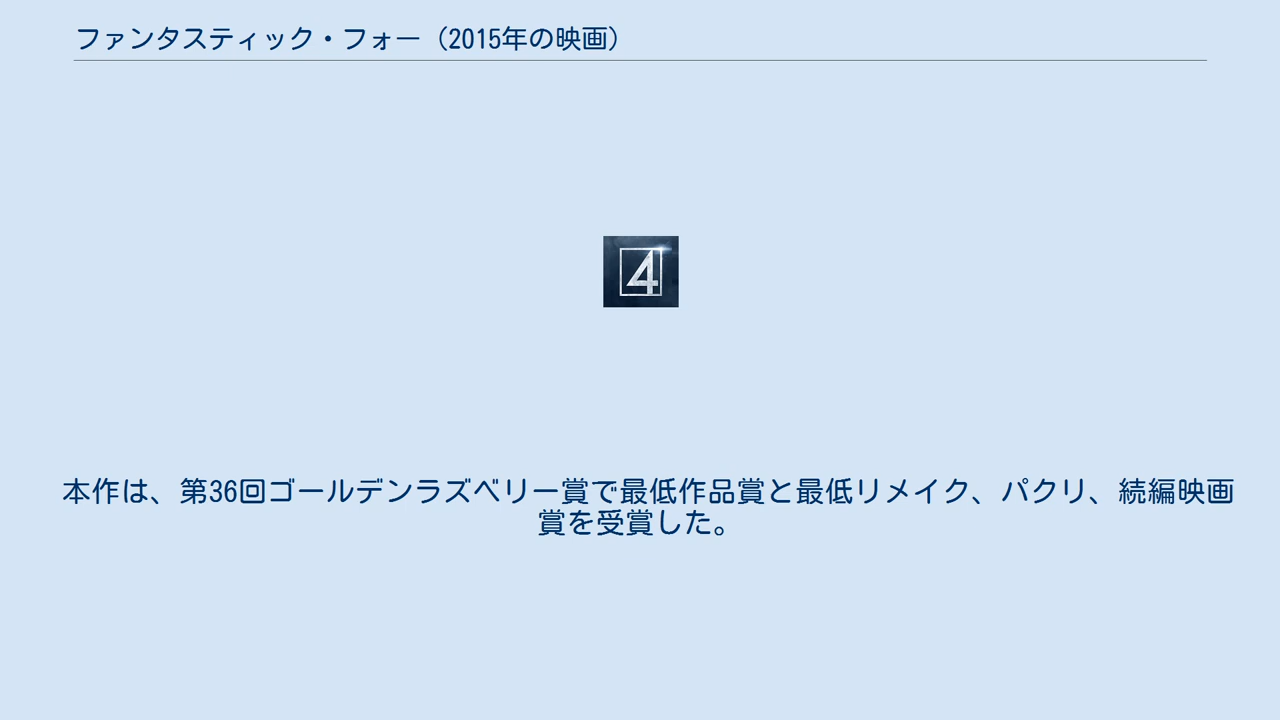 ファンタスティック・フォー（2015年の映画）
4
本作は、第36回ゴールデンラズベリー賞で最低作品賞と最低リメイク、パクリ、続編映画
賞を受賞した。